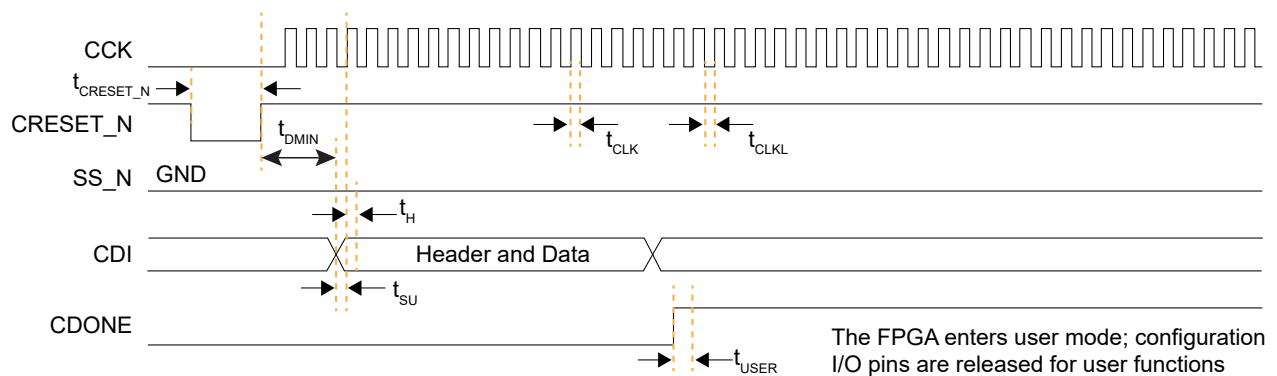 CCK
tCRESET_N
CRESET_N
tDMIN
tCLK
tCLKL
SS_N
GND
tH
CDI
Header and Data
tSU
CDONE
The FPGA enters user mode; configuration
I/O pins are released for user functions
tUSER